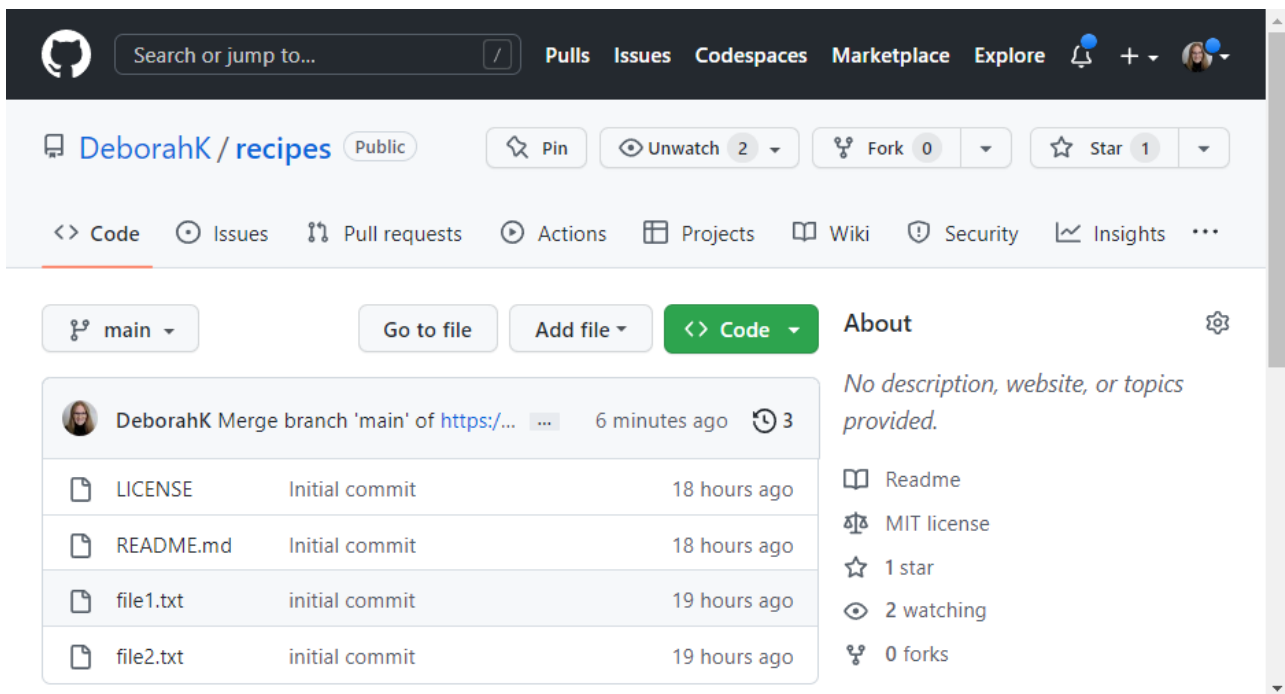 Search or jump to... / Pulls Issues Codespaces Marketplace Explore
DeborahK / recipes Public Pin Unwatch 2 Fork 0 Star 1
Code Issues Pull requests Actions Projects Wiki Security Insights ...
main Go to file Add file Code About
No description, website, or topics
provided.
DeborahK Merge branch 'main' of https:/... ... 6 minutes ago 3
LICENSE Initial commit 18 hours ago
README.md Initial commit 18 hours ago
file1.txt initial commit 19 hours ago
file2.txt initial commit 19 hours ago
Readme
MIT license
1 star
2 watching
0 forks